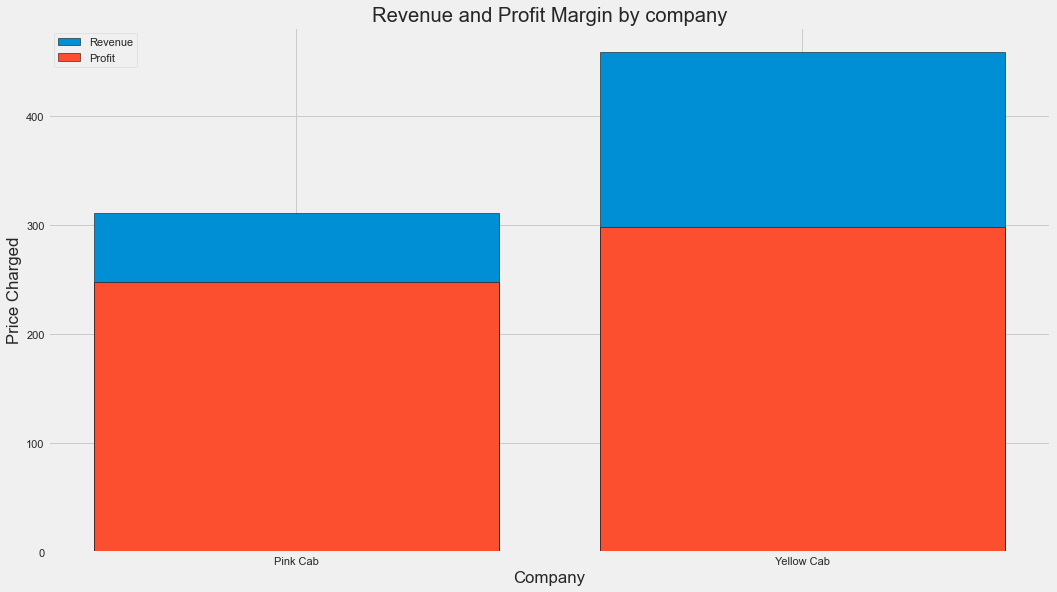 Revenue and Profit Margin by company
Revenue
Profit
Price Charged
400
300
200
100
0
Pink Cab
Yellow Cab
Company